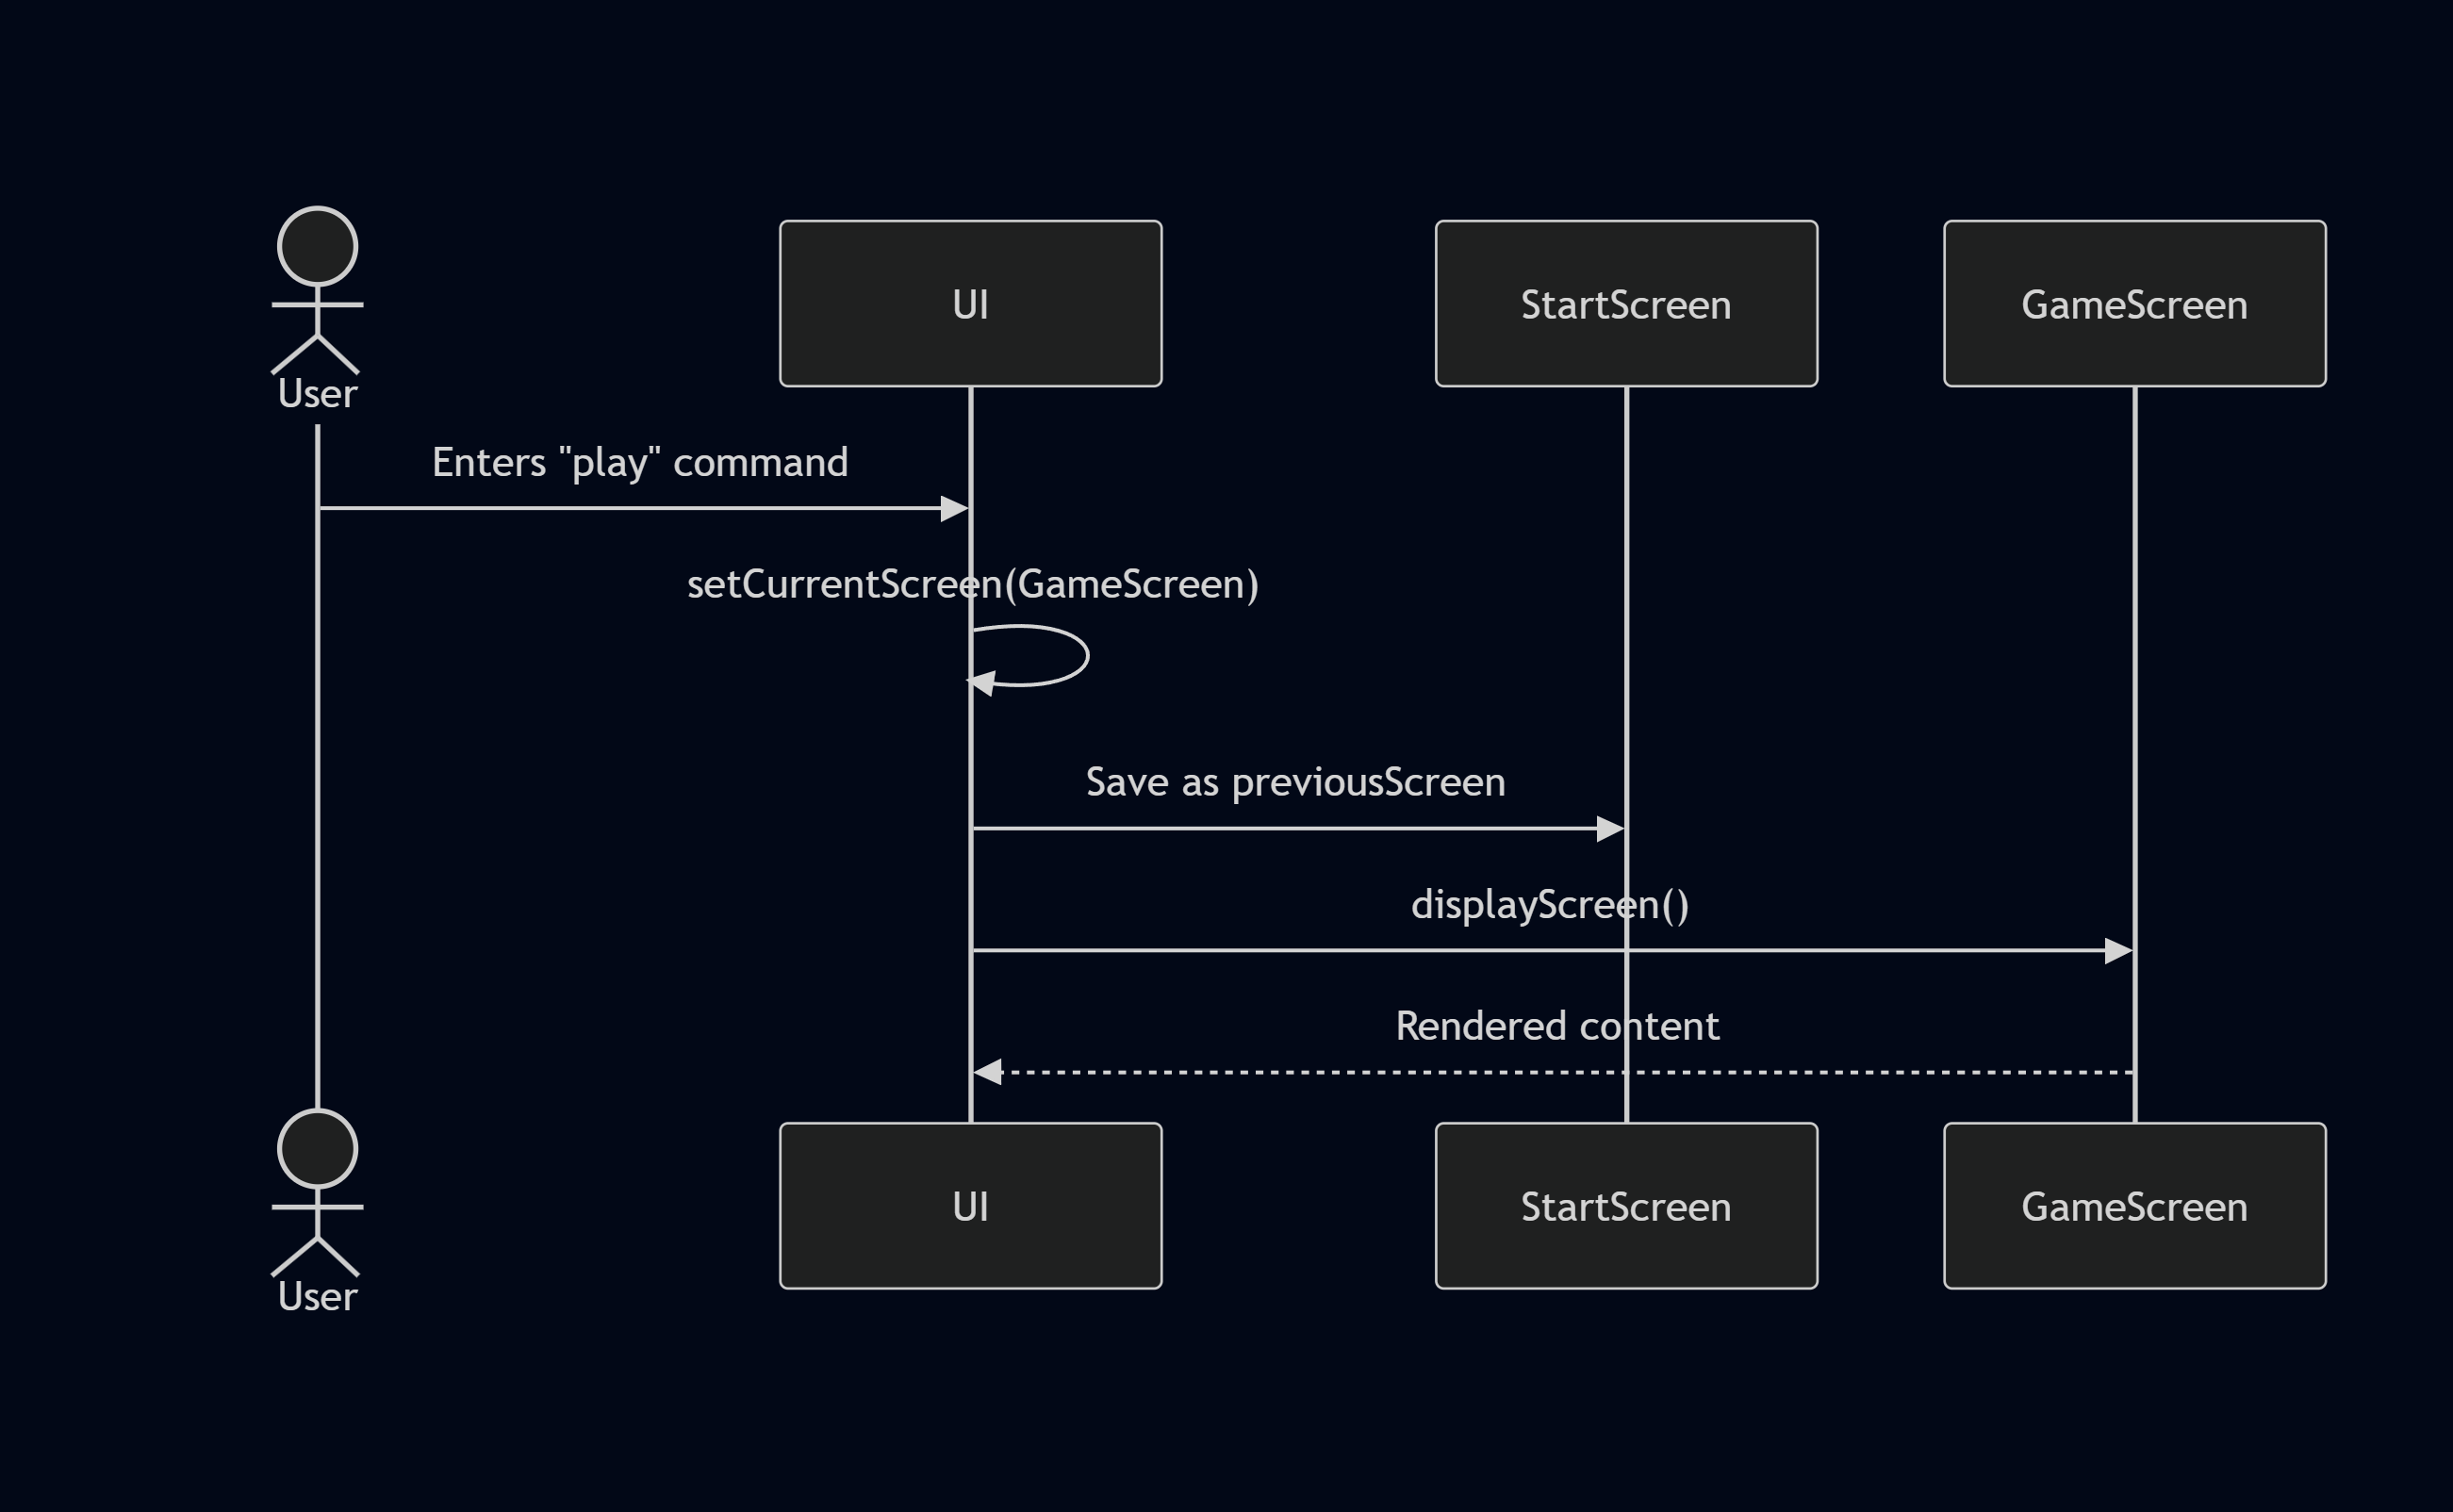 User
UI
StartScreen
GameScreen
Enters "play" command
setCurrentScreen(GameScreen)
Save as previousScreen
displayScreen()
Rendered content
User
UI
StartScreen
GameScreen